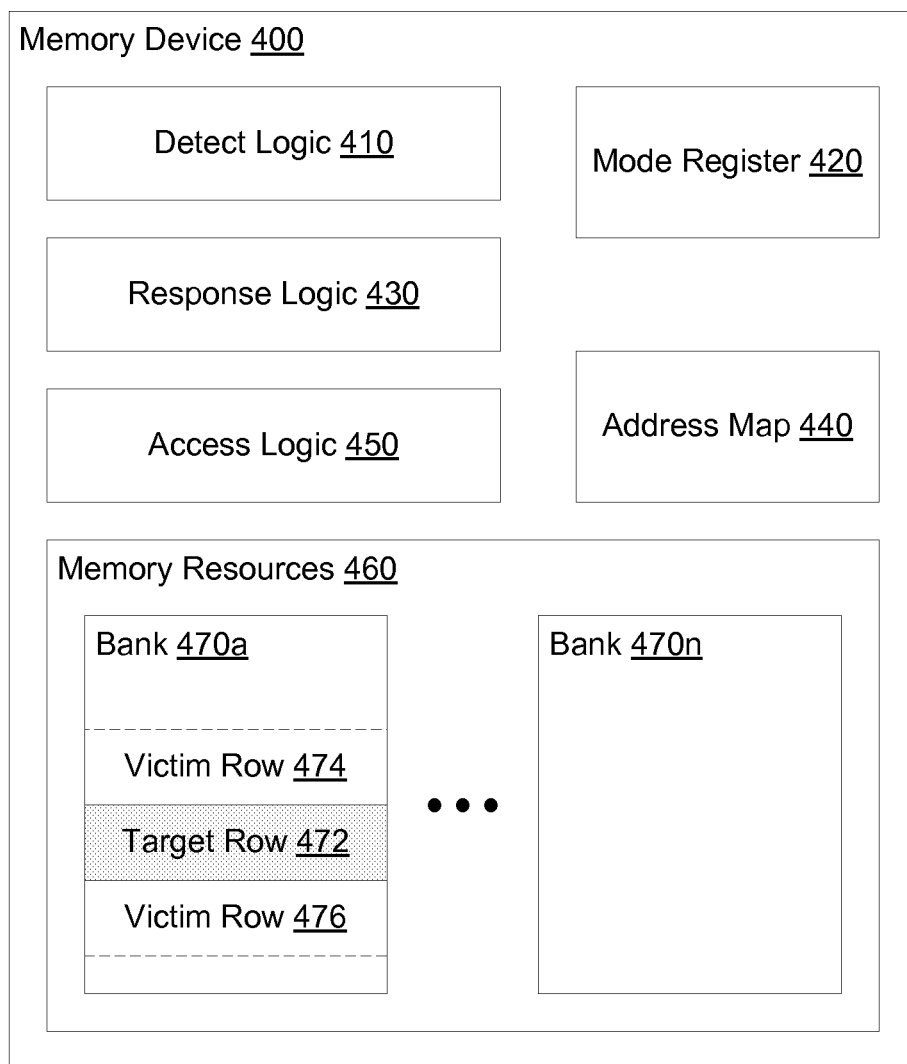 Memory Device 400
Detect Logic 410
Mode Register 420
Response Logic 430
Address Map 440
Access Logic 450
Memory Resources 460
Bank 470a
Bank 470n
Victim Row 474
Target Row 472
Victim Row 476